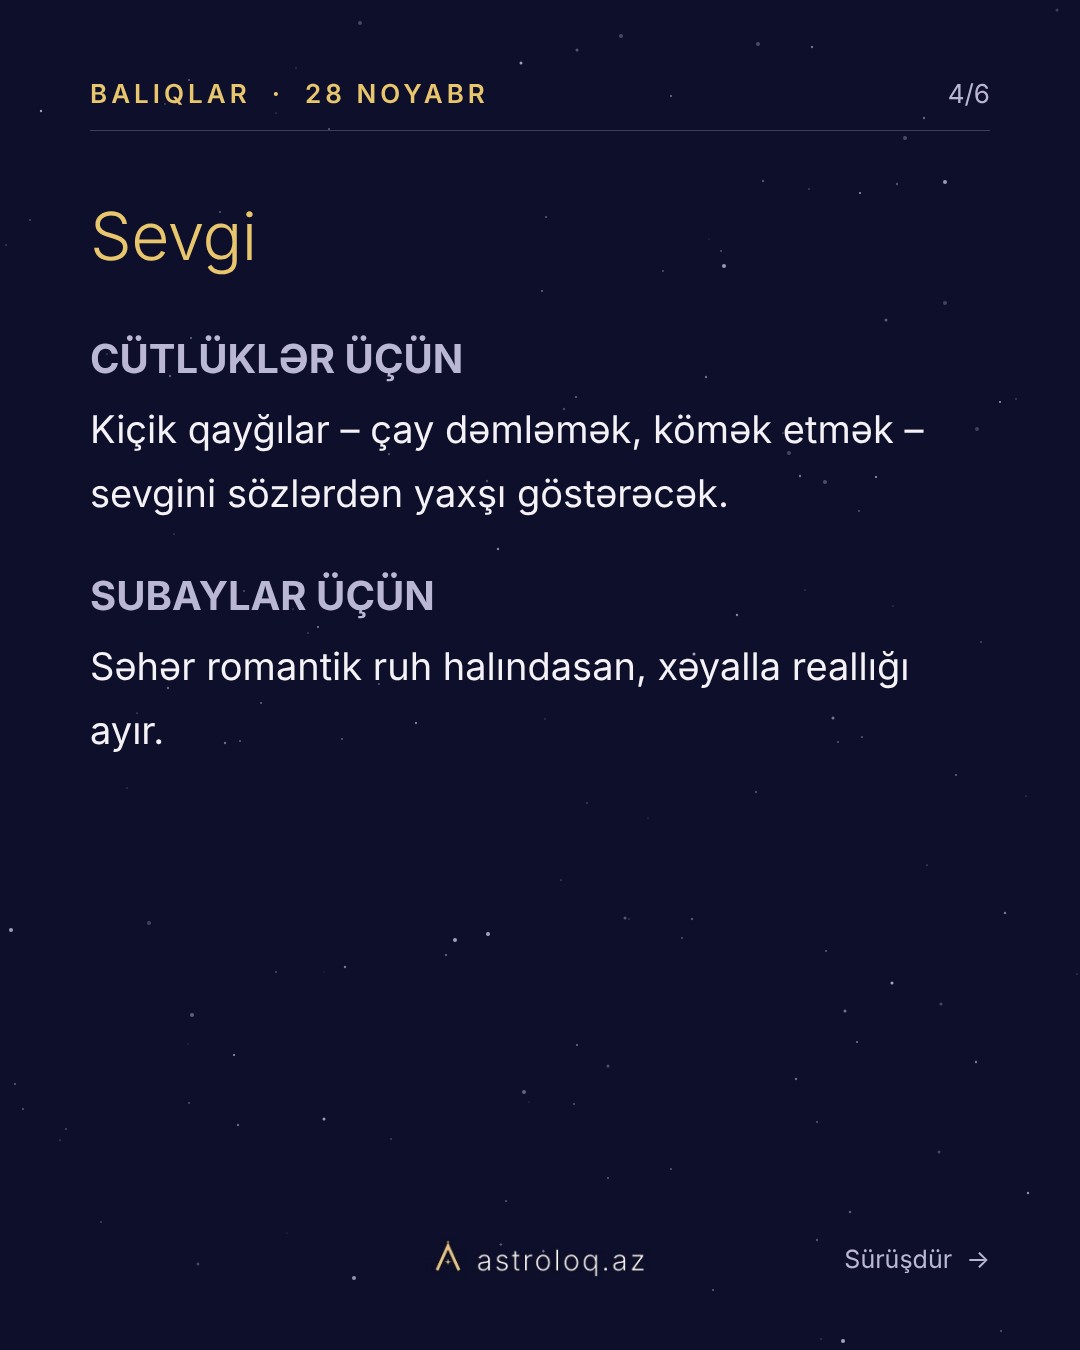 BALIQLAR · 28 NOYABR 4/6
Sevgi
CÜTLÜKLƏR ÜÇÜN
Kiçik qayğılar – çay dəmləmək, kömək etmək –
sevgini sözlərdən yaxşı göstərəcək.
SUBAYLAR ÜÇÜN
Səhər romantik ruh halındasan, xəyalla reallığı
ayır.
astroloq.az Sürüşdür →